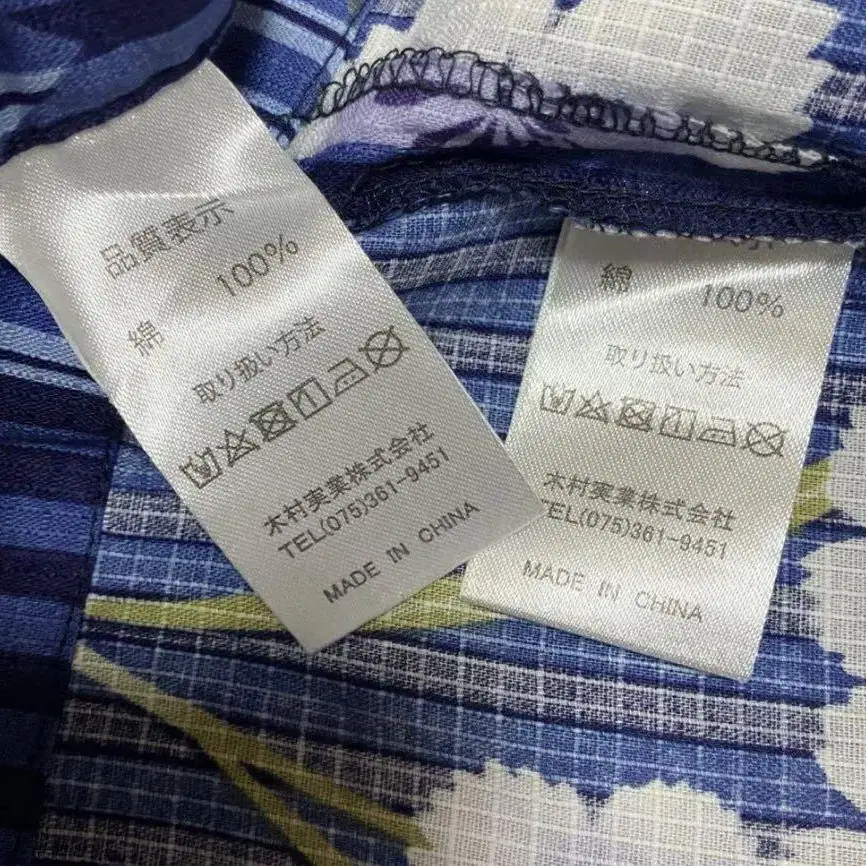 品質表示
綿 100%
取り扱い方法
木村実業株式会社
TEL(075)361-9451
MADE IN CHINA
綿 100%
取り扱い方法
木村実業株式会社
TEL(075)361-9451
MADE IN CHINA